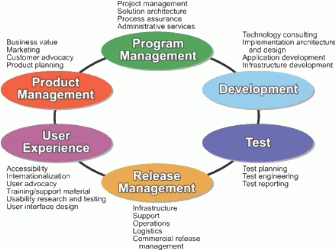 Project management
Solution architecture
Process assurance
Administrative services
Program
Management
Business value
Marketing
Customer advocacy
Product planning
Product
Management
Technology consulting
Implementation architecture
and design
Application development
Infrastructure development
Development
User
Experience
Accessibility
Internationalization
User advocacy
Training/support material
Usability research and testing
User interface design
Test
Test planning
Test engineering
Test reporting
Release
Management
Infrastructure
Support
Operations
Logistics
Commercial release
management